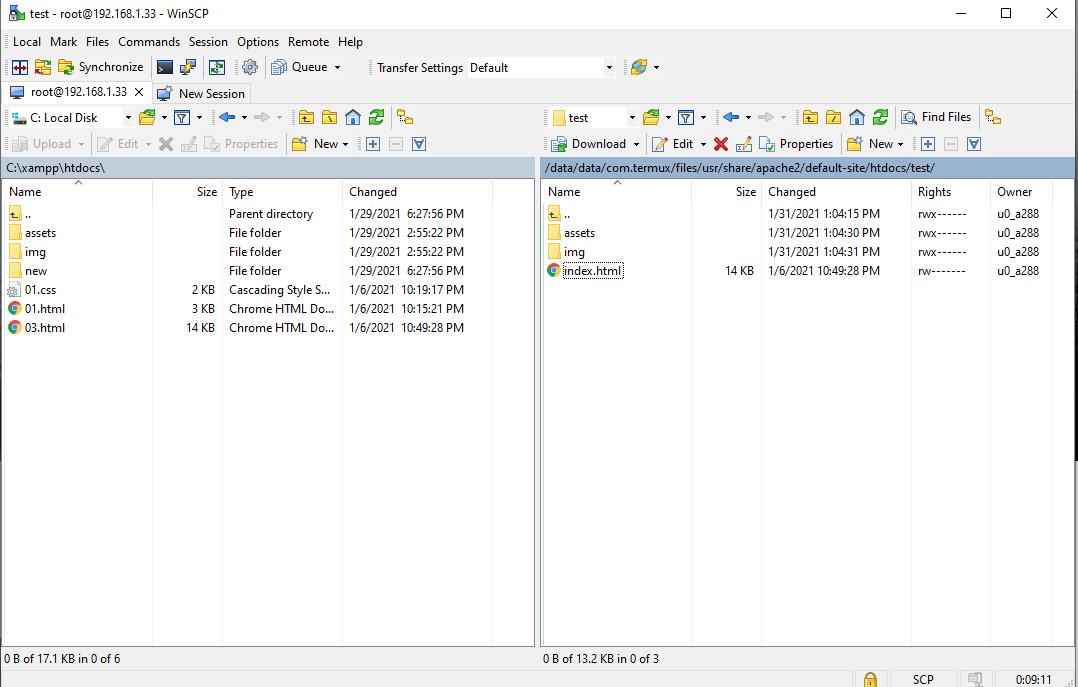 test - root@192.168.1.33 - WinSCP
Local Mark Files Commands Session Options Remote Help
Synchronize Queue Transfer Settings Default
root@192.168.1.33 New Session
C: Local Disk test Find Files
Upload Edit Properties New Download Edit Properties New
C:\xampp\htdocs\ /data/data/com.termux/files/usr/share/apache2/default-site/htdocs/test/
Name Size Type Changed Name Size Changed Rights Owner
.. Parent directory 1/29/2021 6:27:56 PM .. 1/31/2021 1:04:15 PM rwx------ u0_a288
assets File folder 1/29/2021 2:55:22 PM assets 1/31/2021 1:04:30 PM rwx------ u0_a288
img File folder 1/29/2021 2:55:22 PM img 1/31/2021 1:04:31 PM rwx------ u0_a288
new File folder 1/29/2021 6:27:56 PM index.html 14 KB 1/6/2021 10:49:28 PM rw------- u0_a288
01.css 2 KB Cascading Style S... 1/6/2021 10:19:17 PM
01.html 3 KB Chrome HTML Do... 1/6/2021 10:15:21 PM
03.html 14 KB Chrome HTML Do... 1/6/2021 10:49:28 PM
0 B of 17.1 KB in 0 of 6 0 B of 13.2 KB in 0 of 3
SCP 0:09:11